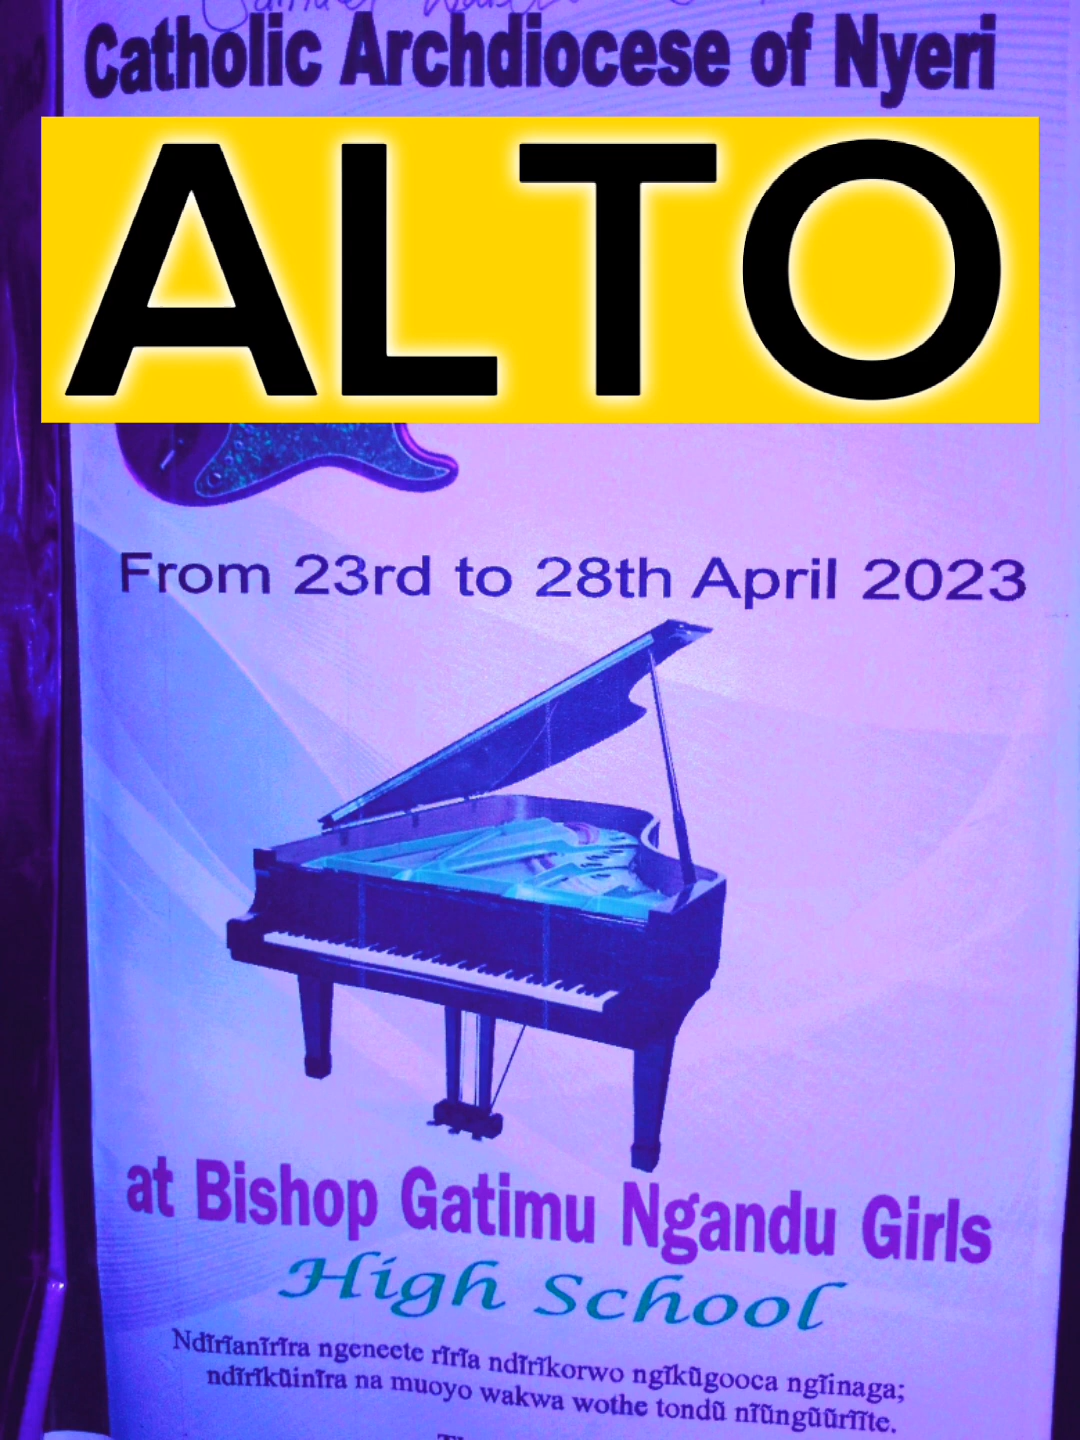 Catholic Archdiocese of Nyeri
ALTO
From 23rd to 28th April 2023
at Bishop Gatimu Ngandu Girls
High School
Ndĩrĩanĩrĩra ngeneete rĩrĩa ndĩrĩkorwo ngĩkũgooca ngĩinaga;
ndĩrĩkũinĩra na muoyo wakwa wothe tondũ nĩũngũũrĩĩte.